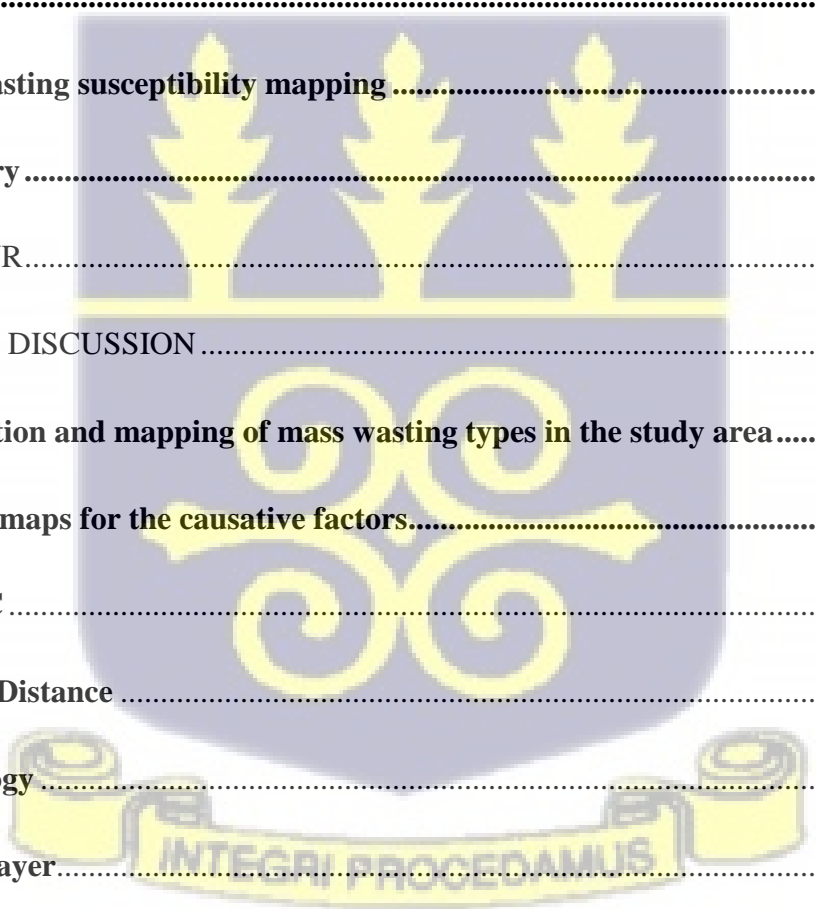 ................................................................
asting susceptibility mapping................................
ry................................................................
R................................................................
DISCUSSION................................................
tion and mapping of mass wasting types in the study area.....
maps for the causative factors................................
................................................................
Distance................................................................
gy................................................................
ayer................................................................
INTEGRI PROCEDAMUS